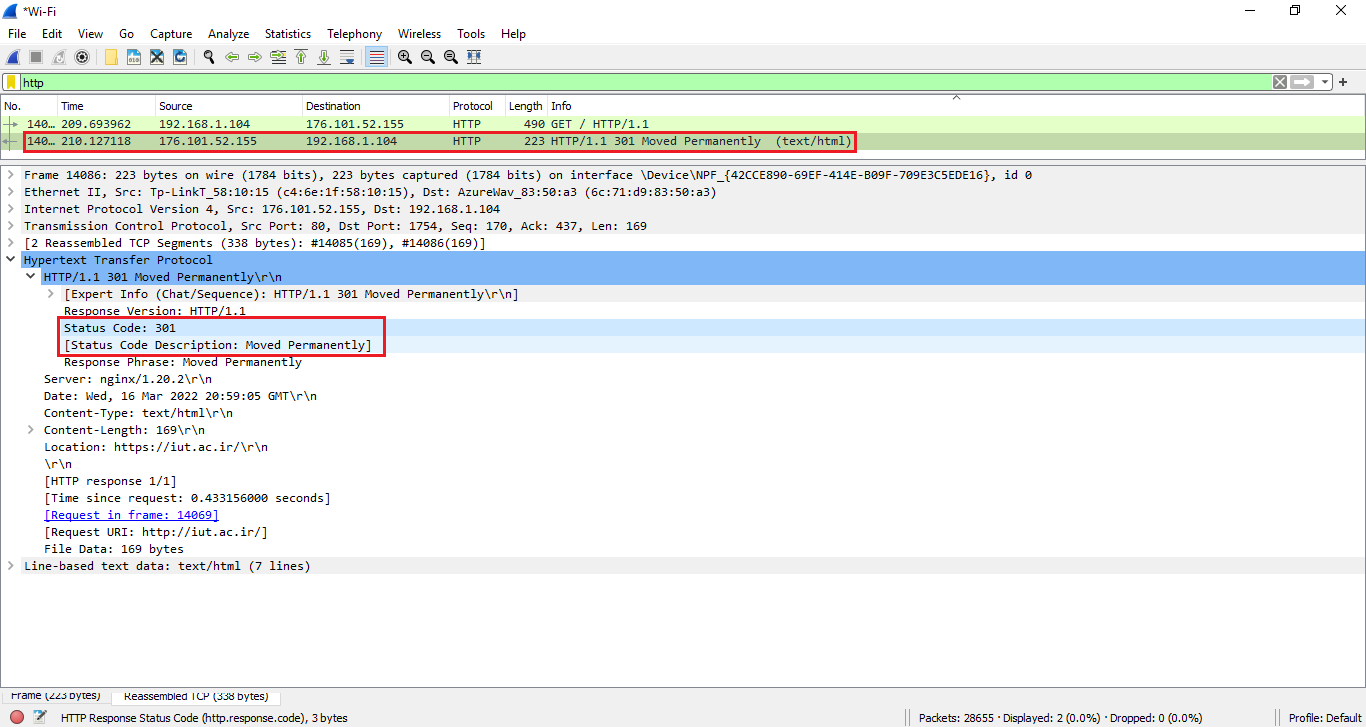 *Wi-Fi
File Edit View Go Capture Analyze Statistics Telephony Wireless Tools Help
http
No. Time Source Destination Protocol Length Info
140… 209.693962 192.168.1.104 176.101.52.155 HTTP 490 GET / HTTP/1.1
140… 210.127118 176.101.52.155 192.168.1.104 HTTP 223 HTTP/1.1 301 Moved Permanently (text/html)
Frame 14086: 223 bytes on wire (1784 bits), 223 bytes captured (1784 bits) on interface \Device\NPF_{42CCE890-69EF-414E-B09F-709E3C5EDE16}, id 0
Ethernet II, Src: Tp-LinkT_58:10:15 (c4:6e:1f:58:10:15), Dst: AzureWav_83:50:a3 (6c:71:d9:83:50:a3)
Internet Protocol Version 4, Src: 176.101.52.155, Dst: 192.168.1.104
Transmission Control Protocol, Src Port: 80, Dst Port: 1754, Seq: 170, Ack: 437, Len: 169
[2 Reassembled TCP Segments (338 bytes): #14085(169), #14086(169)]
Hypertext Transfer Protocol
HTTP/1.1 301 Moved Permanently\r\n
[Expert Info (Chat/Sequence): HTTP/1.1 301 Moved Permanently\r\n]
Response Version: HTTP/1.1
Status Code: 301
[Status Code Description: Moved Permanently]
Response Phrase: Moved Permanently
Server: nginx/1.20.2\r\n
Date: Wed, 16 Mar 2022 20:59:05 GMT\r\n
Content-Type: text/html\r\n
Content-Length: 169\r\n
Location: https://iut.ac.ir/\r\n
\r\n
[HTTP response 1/1]
[Time since request: 0.433156000 seconds]
[Request in frame: 14069]
[Request URI: http://iut.ac.ir/]
File Data: 169 bytes
Line-based text data: text/html (7 lines)
Frame (223 bytes) Reassembled TCP (338 bytes)
HTTP Response Status Code (http.response.code), 3 bytes Packets: 28655 · Displayed: 2 (0.0%) · Dropped: 0 (0.0%) Profile: Default